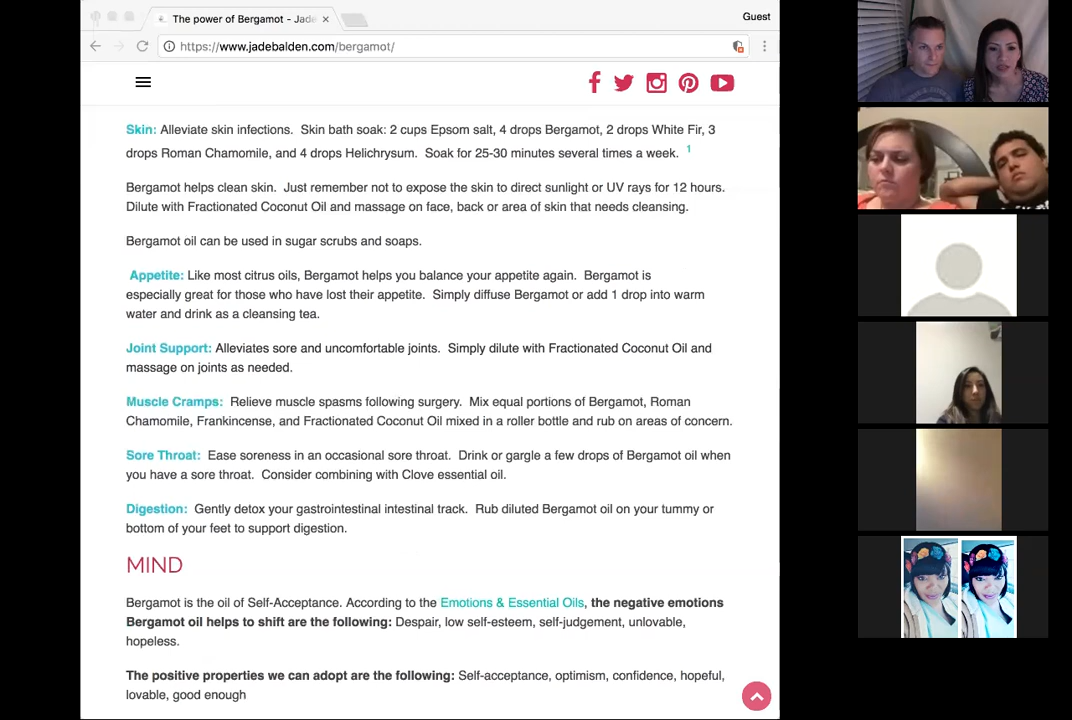 The power of Bergamot - Jade
Guest
https://www.jadebalden.com/bergamot/
Skin: Alleviate skin infections. Skin bath soak: 2 cups Epsom salt, 4 drops Bergamot, 2 drops White Fir, 3
drops Roman Chamomile, and 4 drops Helichrysum. Soak for 25-30 minutes several times a week. 1
Bergamot helps clean skin. Just remember not to expose the skin to direct sunlight or UV rays for 12 hours.
Dilute with Fractionated Coconut Oil and massage on face, back or area of skin that needs cleansing.
Bergamot oil can be used in sugar scrubs and soaps.
Appetite: Like most citrus oils, Bergamot helps you balance your appetite again. Bergamot is
especially great for those who have lost their appetite. Simply diffuse Bergamot or add 1 drop into warm
water and drink as a cleansing tea.
Joint Support: Alleviates sore and uncomfortable joints. Simply dilute with Fractionated Coconut Oil and
massage on joints as needed.
Muscle Cramps: Relieve muscle spasms following surgery. Mix equal portions of Bergamot, Roman
Chamomile, Frankincense, and Fractionated Coconut Oil mixed in a roller bottle and rub on areas of concern.
Sore Throat: Ease soreness in an occasional sore throat. Drink or gargle a few drops of Bergamot oil when
you have a sore throat. Consider combining with Clove essential oil.
Digestion: Gently detox your gastrointestinal intestinal track. Rub diluted Bergamot oil on your tummy or
bottom of your feet to support digestion.
MIND
Bergamot is the oil of Self-Acceptance. According to the Emotions & Essential Oils, the negative emotions
Bergamot oil helps to shift are the following: Despair, low self-esteem, self-judgement, unlovable,
hopeless.
The positive properties we can adopt are the following: Self-acceptance, optimism, confidence, hopeful,
lovable, good enough